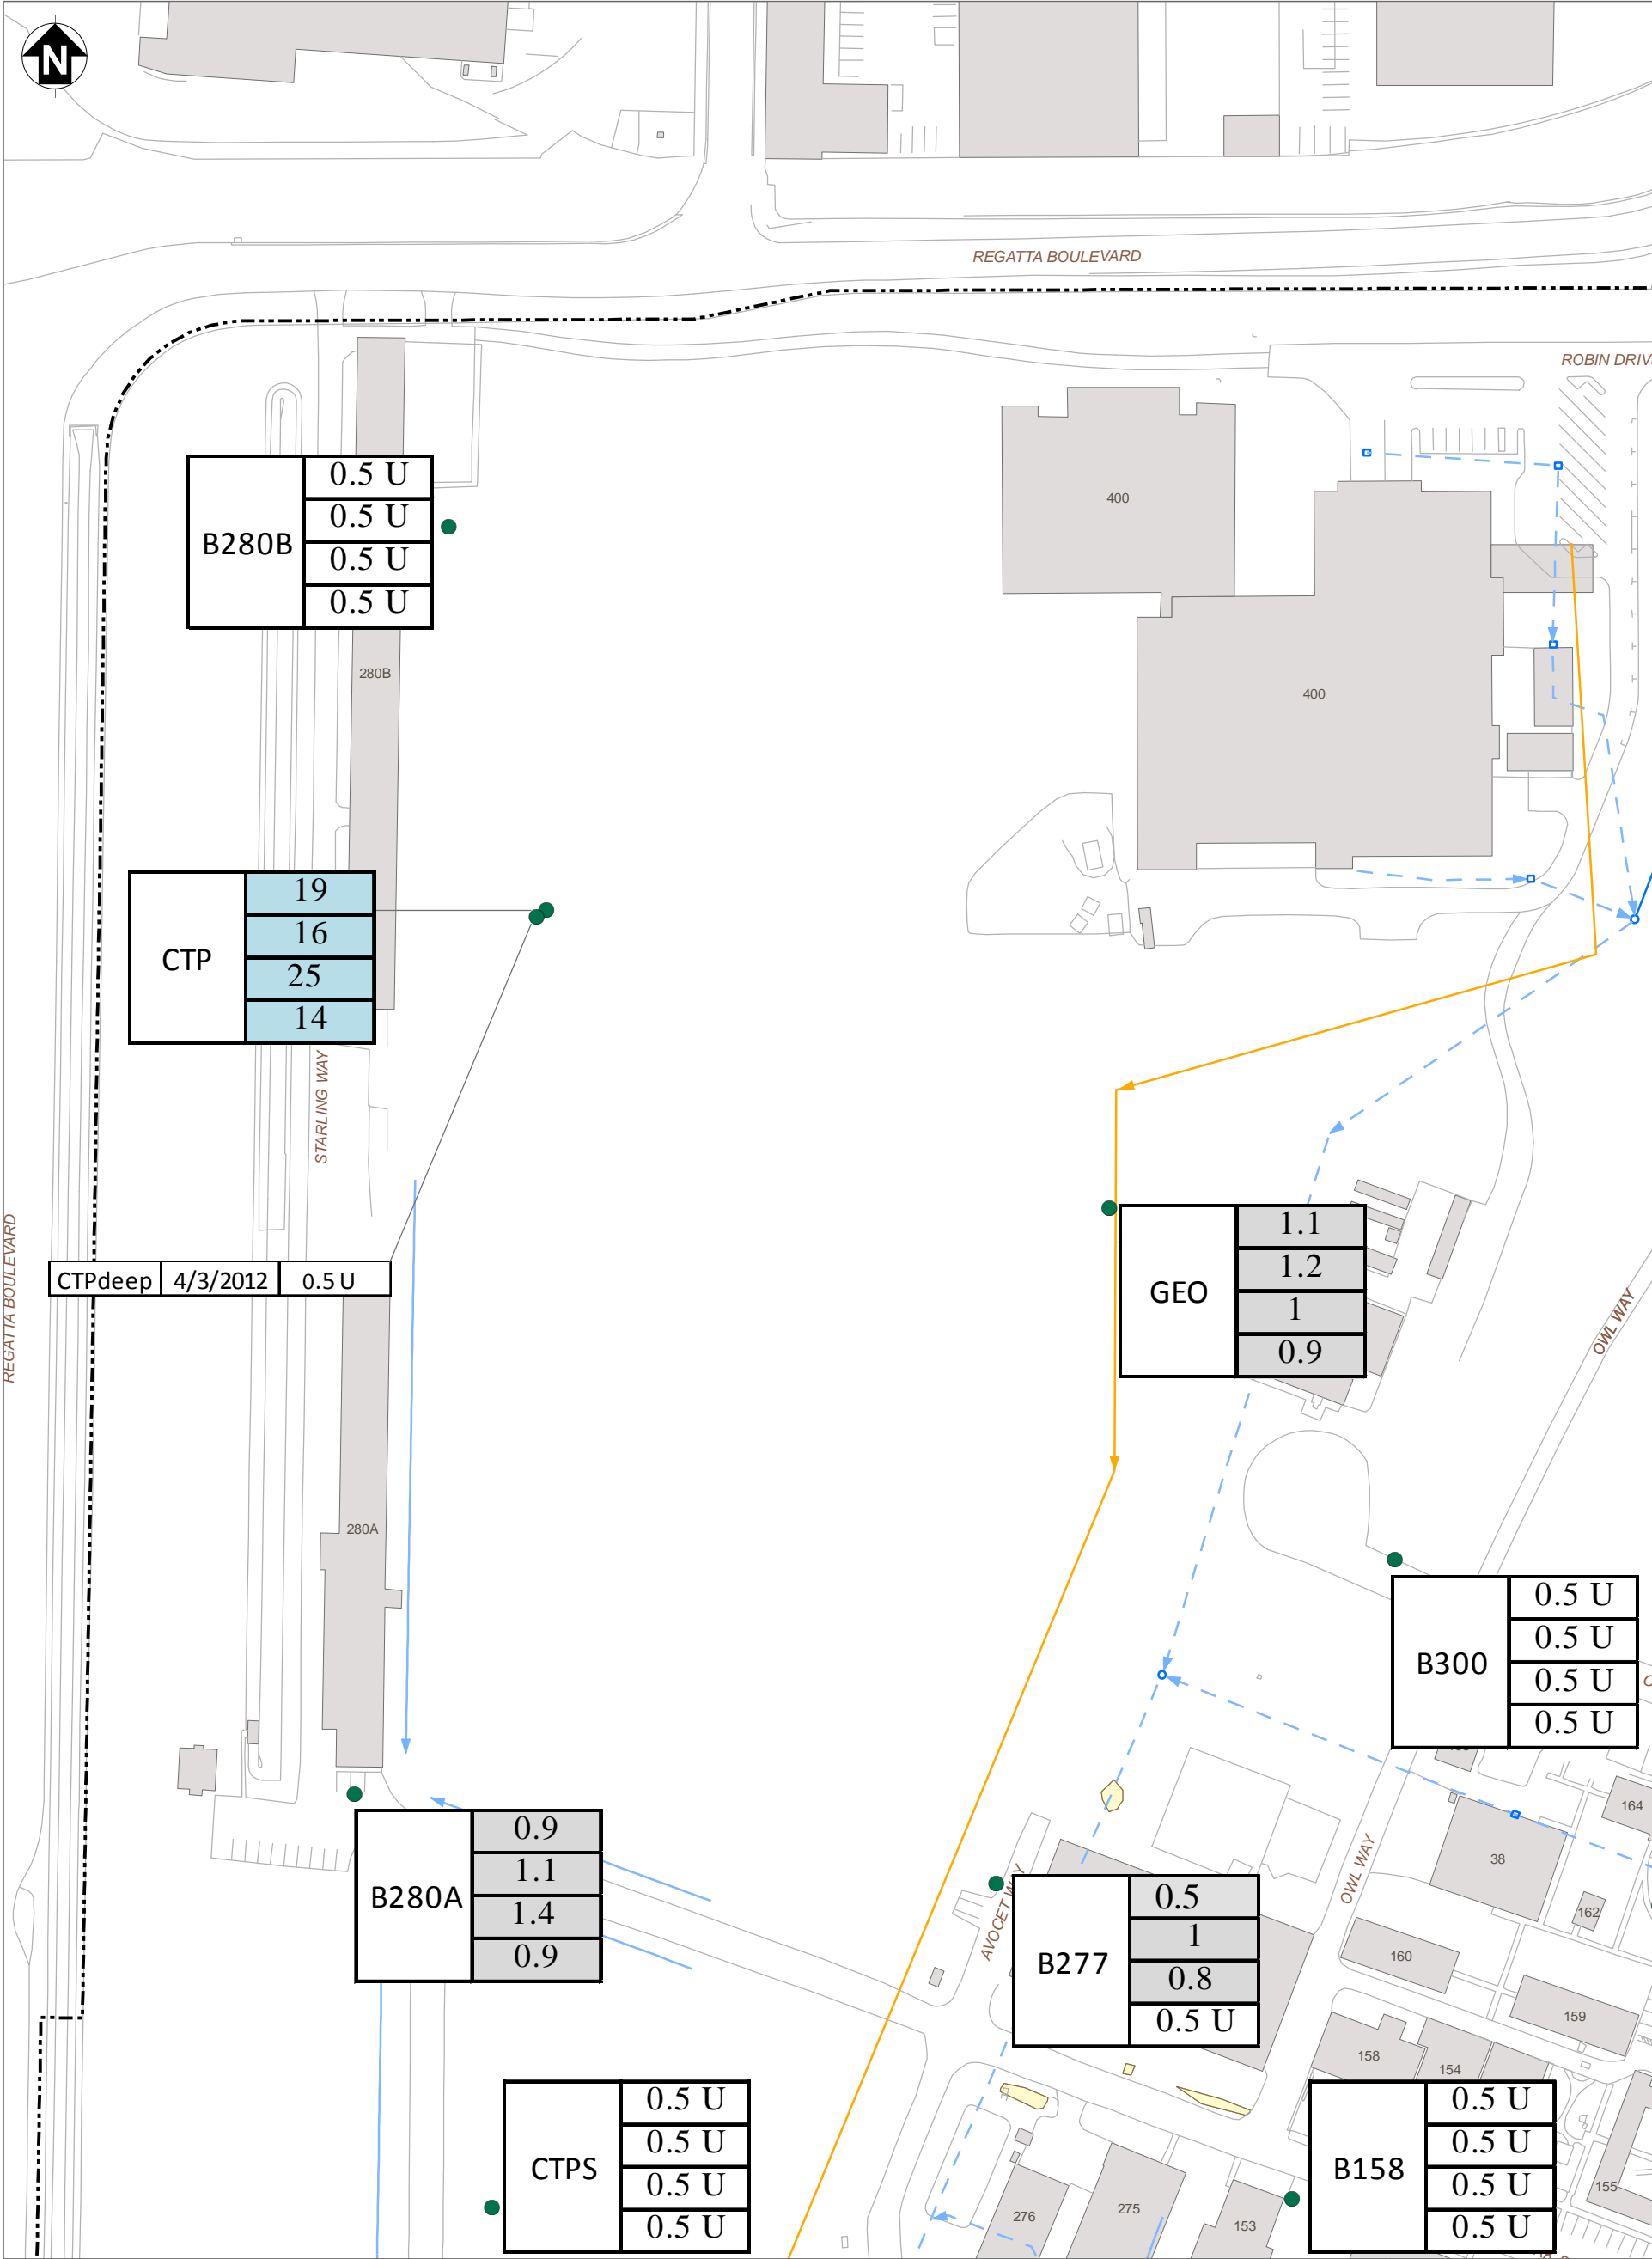 N
REGATTA BOULEVARD
400
B280B
0.5 U
0.5 U
0.5 U
0.5 U
280B
400
CTP
19
16
25
14
STARLING WAY
REGATTA BOULEVARD
CTPdeep 4/3/2012 0.5 U
GEO
1.1
1.2
1
0.9
OWL WAY
280A
B300
0.5 U
0.5 U
0.5 U
0.5 U
164
B280A
0.9
1.1
1.4
0.9
38
OWL WAY
162
B277
0.5
1
0.8
0.5 U
160
159
158
154
CTPS
0.5 U
0.5 U
0.5 U
0.5 U
B158
0.5 U
0.5 U
0.5 U
0.5 U
155
276
275
153